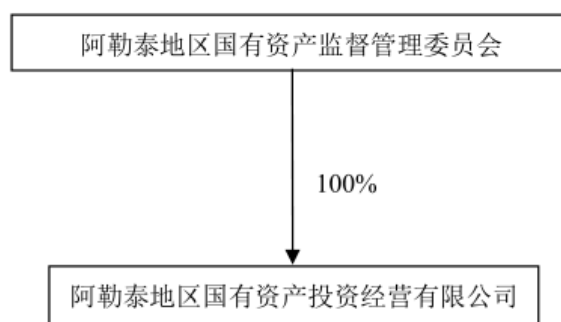 阿勒泰地区国有资产监督管理委员会
100%
阿勒泰地区国有资产投资经营有限公司